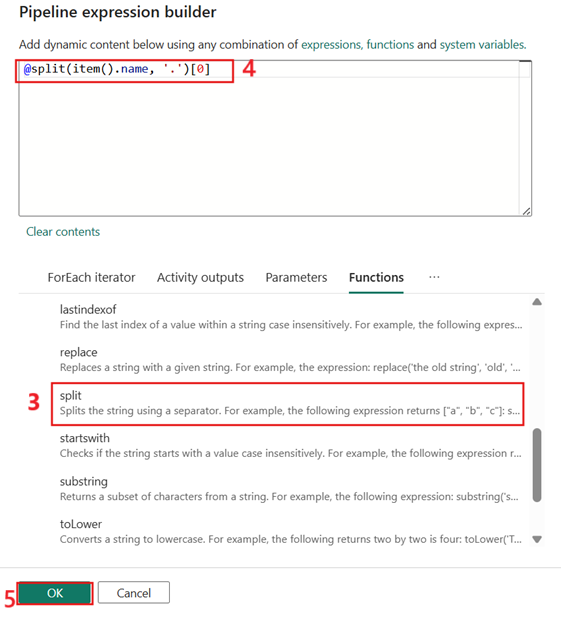 Pipeline expression builder
Add dynamic content below using any combination of expressions, functions and system variables.
@split(item().name, '.')[0]
4
Clear contents
ForEach iterator Activity outputs Parameters Functions ...
lastindexof
Find the last index of a value within a string case insensitively. For example, the following expres...
replace
Replaces a string with a given string. For example, the expression: replace('the old string', 'old', '...
3
split
Splits the string using a separator. For example, the following expression returns ["a", "b", "c"]: s...
startswith
Checks if the string starts with a value case insensitively. For example, the following expression r...
substring
Returns a subset of characters from a string. For example, the following expression: substring('s...
toLower
Converts a string to lowercase. For example, the following returns two by two is four: toLower('T...
5
OK Cancel